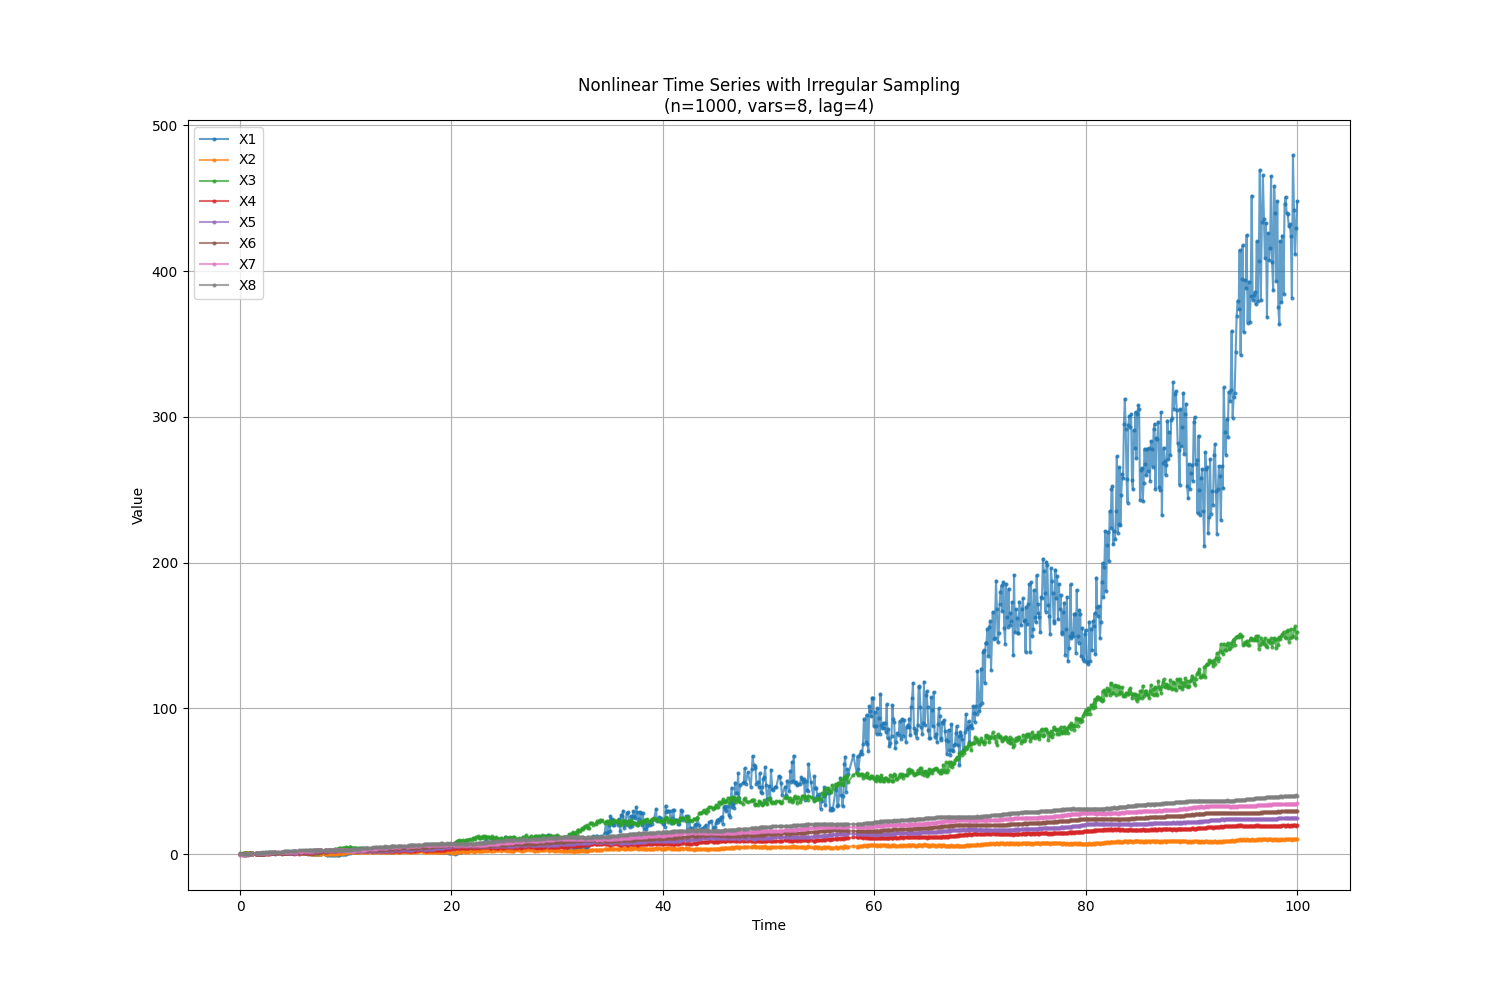 Nonlinear Time Series with Irregular Sampling
(n=1000, vars=8, lag=4)
500
400
300
200
100
0
Value
X1
X2
X3
X4
X5
X6
X7
X8
0 20 40 60 80 100
Time